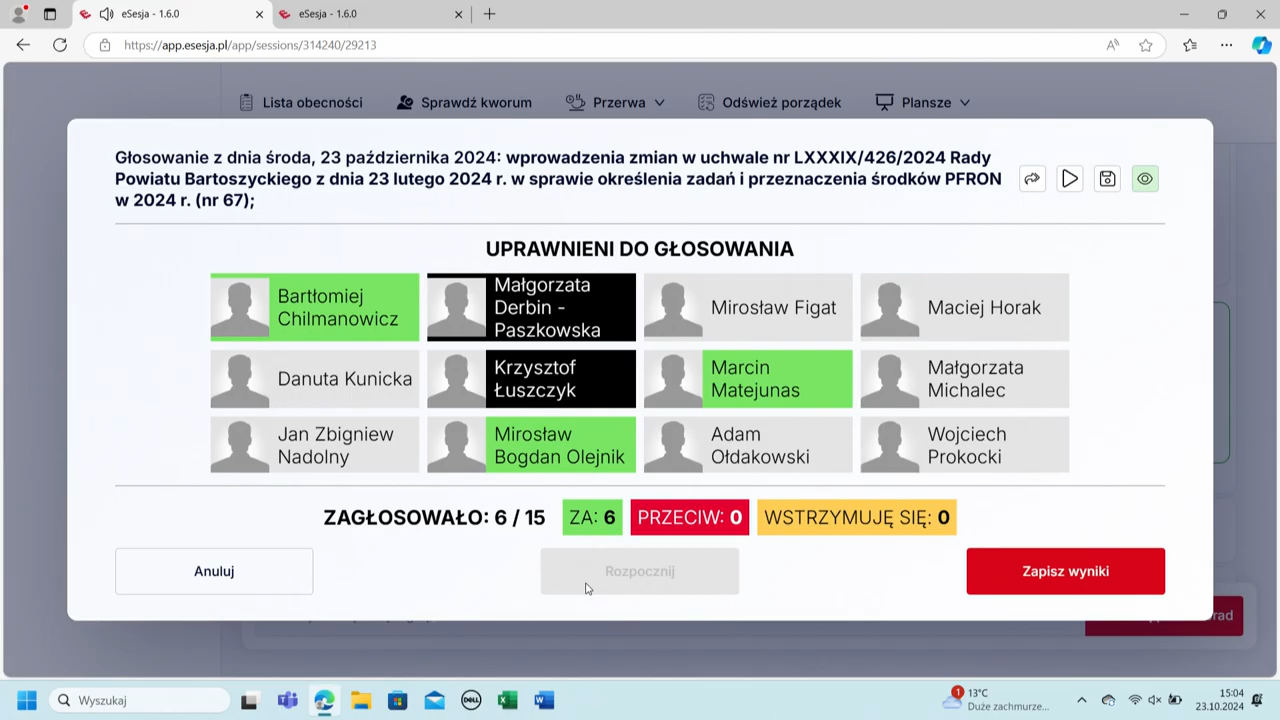 eSesja - 1.6.0
eSesja - 1.6.0
https://app.esesja.pl/app/sessions/314240/29213
Lista obecności
Sprawdź kworum
Przerwa
Odśwież porządek
Plansze
Głosowanie z dnia środa, 23 października 2024: wprowadzenia zmian w uchwale nr LXXXIX/426/2024 Rady
Powiatu Bartoszyckiego z dnia 23 lutego 2024 r. w sprawie określenia zadań i przeznaczenia środków PFRON
w 2024 r. (nr 67);
UPRAWNIENI DO GŁOSOWANIA
Bartłomiej
Chilmanowicz
Małgorzata
Derbin -
Paszkowska
Mirosław Figat
Maciej Horak
Danuta Kunicka
Krzysztof
Łuszczyk
Marcin
Matejunas
Małgorzata
Michalec
Jan Zbigniew
Nadolny
Mirosław
Bogdan Olejnik
Adam
Ołdakowski
Wojciech
Prokocki
ZAGŁOSOWAŁO: 6 / 15 ZA: 6 PRZECIW: 0 WSTRZYMUJĘ SIĘ: 0
Anuluj
Rozpocznij
Zapisz wyniki
rad
Wyszukaj
DELL
1
13°C
Duże zachmurze...
15:04
23.10.2024